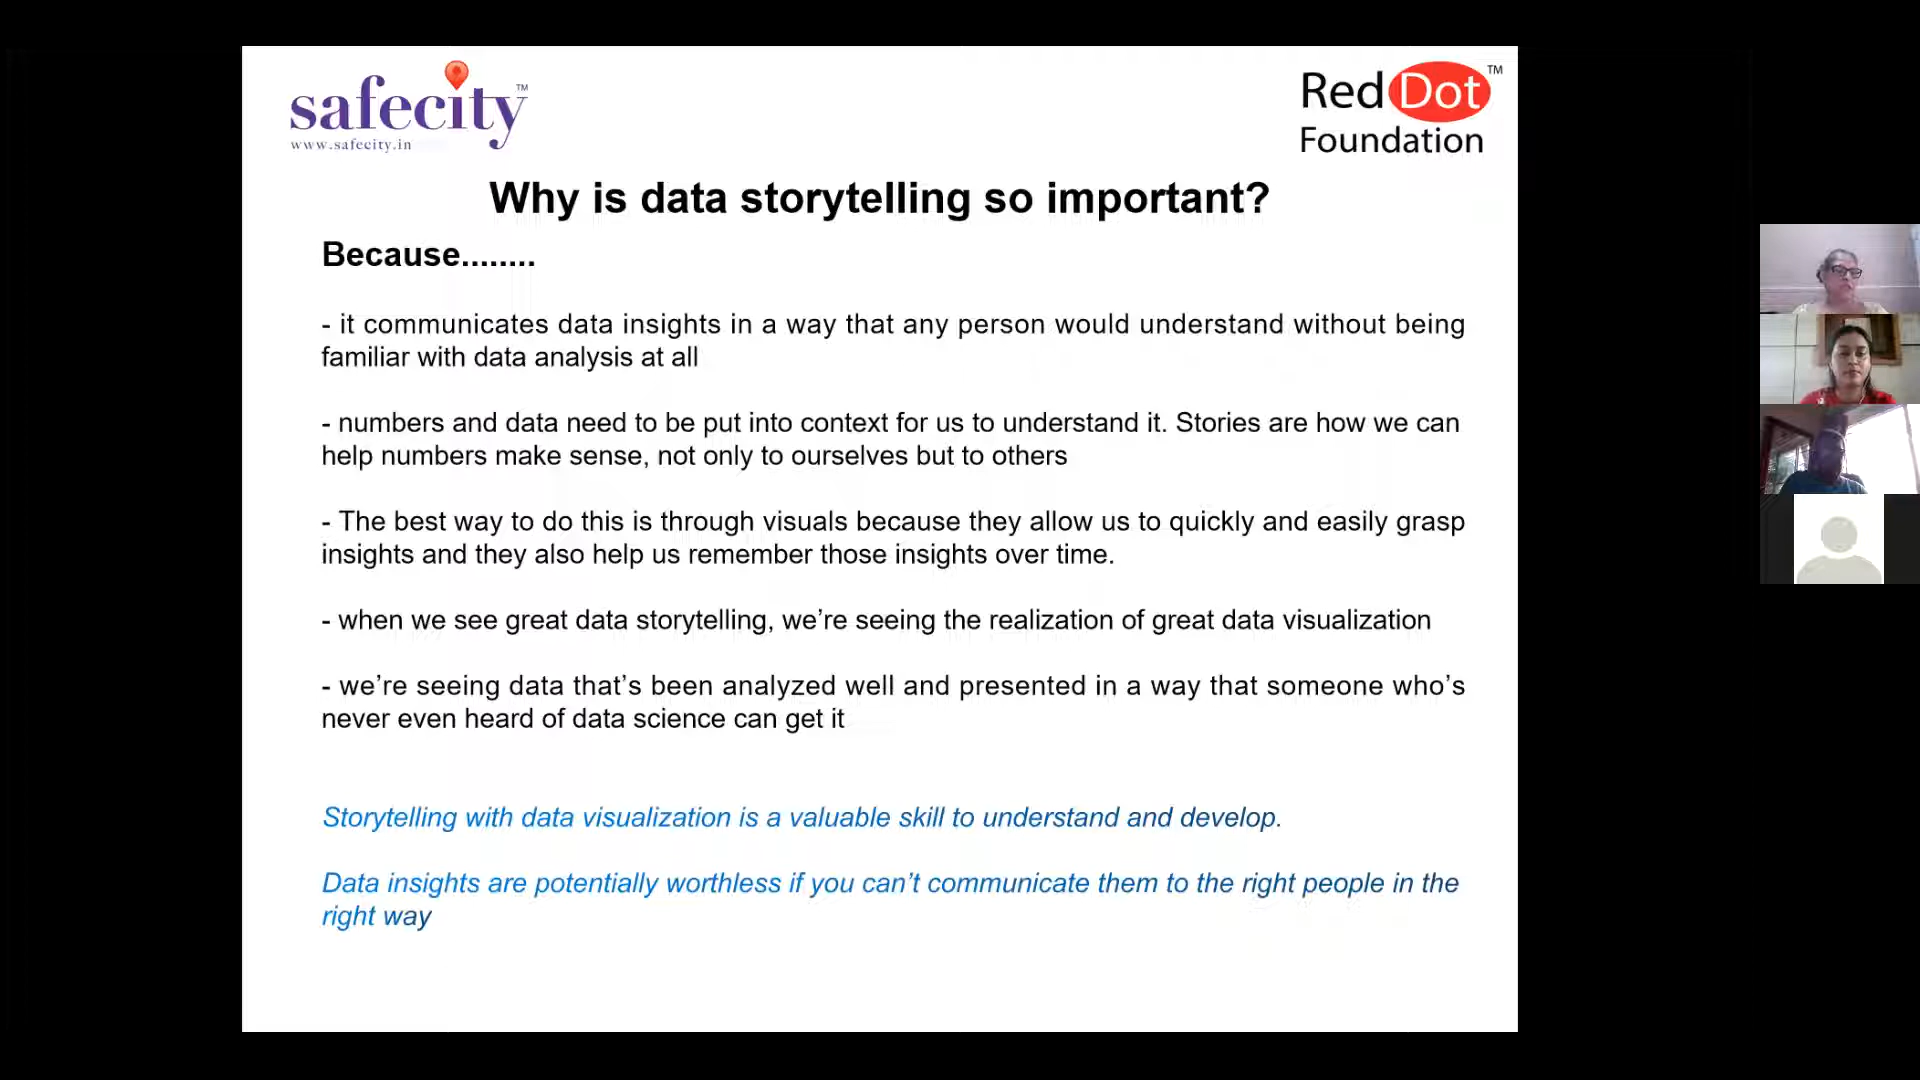 safecity™
www.safecity.in
RedDot™
Foundation
Why is data storytelling so important?
Because........
- it communicates data insights in a way that any person would understand without being
familiar with data analysis at all
- numbers and data need to be put into context for us to understand it. Stories are how we can
help numbers make sense, not only to ourselves but to others
- The best way to do this is through visuals because they allow us to quickly and easily grasp
insights and they also help us remember those insights over time.
- when we see great data storytelling, we’re seeing the realization of great data visualization
- we’re seeing data that’s been analyzed well and presented in a way that someone who’s
never even heard of data science can get it
Storytelling with data visualization is a valuable skill to understand and develop.
Data insights are potentially worthless if you can’t communicate them to the right people in the
right way